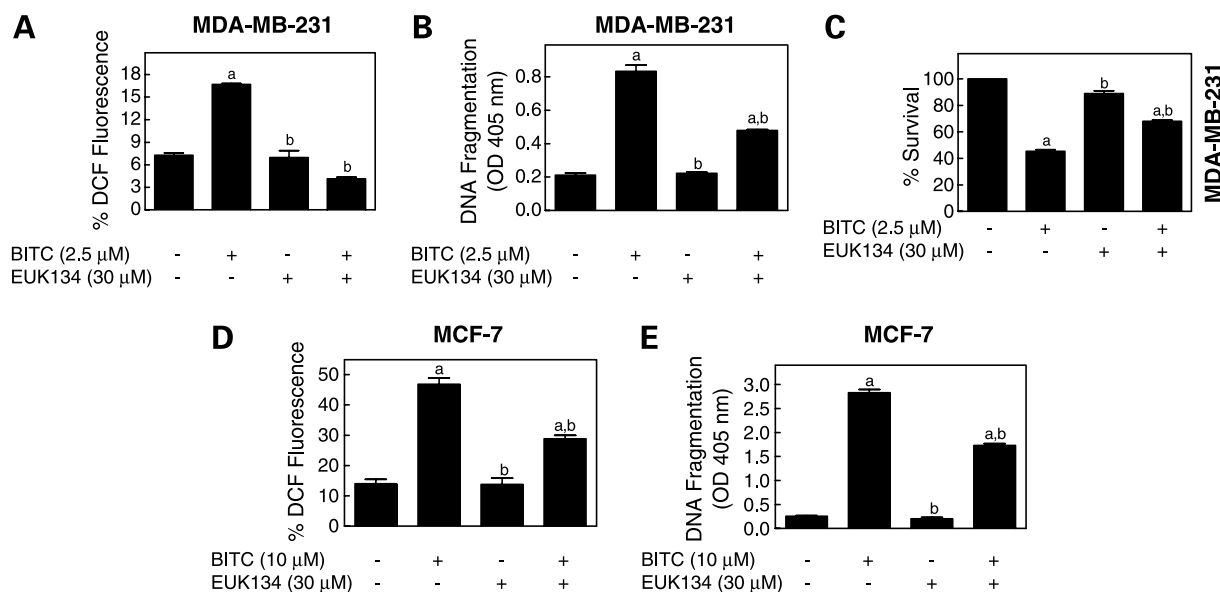 A
MDA-MB-231
% DCF Fluorescence
18
15
12
9
6
3
0
a
b
b
BITC (2.5 μM) - + - +
EUK134 (30 μM) - - + +
B
MDA-MB-231
DNA Fragmentation
(OD 405 nm)
0.8
0.6
0.4
0.2
0.0
a
b
a,b
BITC (2.5 μM) - + - +
EUK134 (30 μM) - - + +
C
MDA-MB-231
% Survival
100
80
60
40
20
0
a
b
a,b
BITC (2.5 μM) - + - +
EUK134 (30 μM) - - + +
D
MCF-7
% DCF Fluorescence
50
40
30
20
10
0
a
b
a,b
BITC (10 μM) - + - +
EUK134 (30 μM) - - + +
E
MCF-7
DNA Fragmentation
(OD 405 nm)
3.0
2.5
2.0
1.5
1.0
0.5
0.0
a
b
a,b
BITC (10 μM) - + - +
EUK134 (30 μM) - - + +